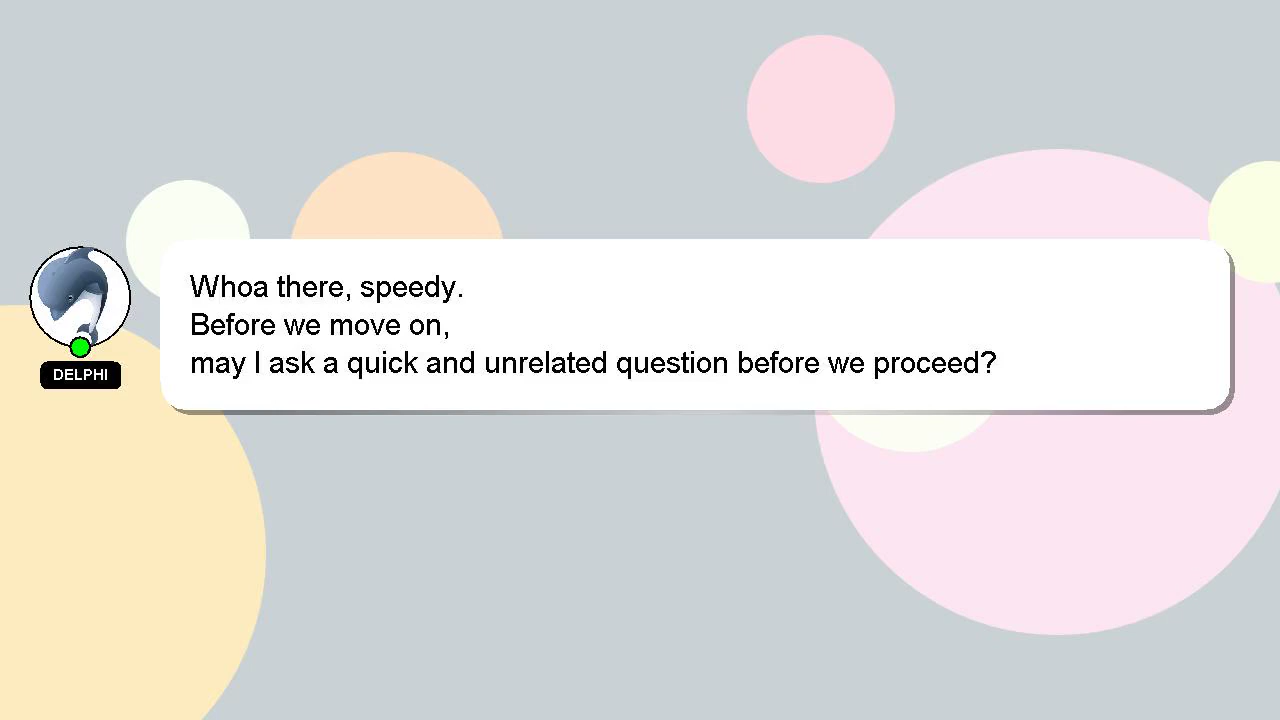 Whoa there, speedy.
Before we move on,
may I ask a quick and unrelated question before we proceed?
DELPHI